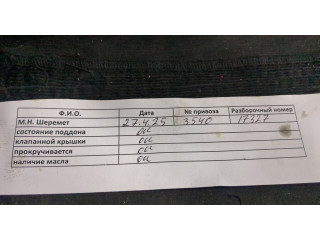 Ф.И.О. Дата № привоза Разборочный номер
М.Н. Шеремет 27.4.25 3540 17327
состояние поддона ок
клапанной крышки ок
прокручивается ок
наличие масла ок